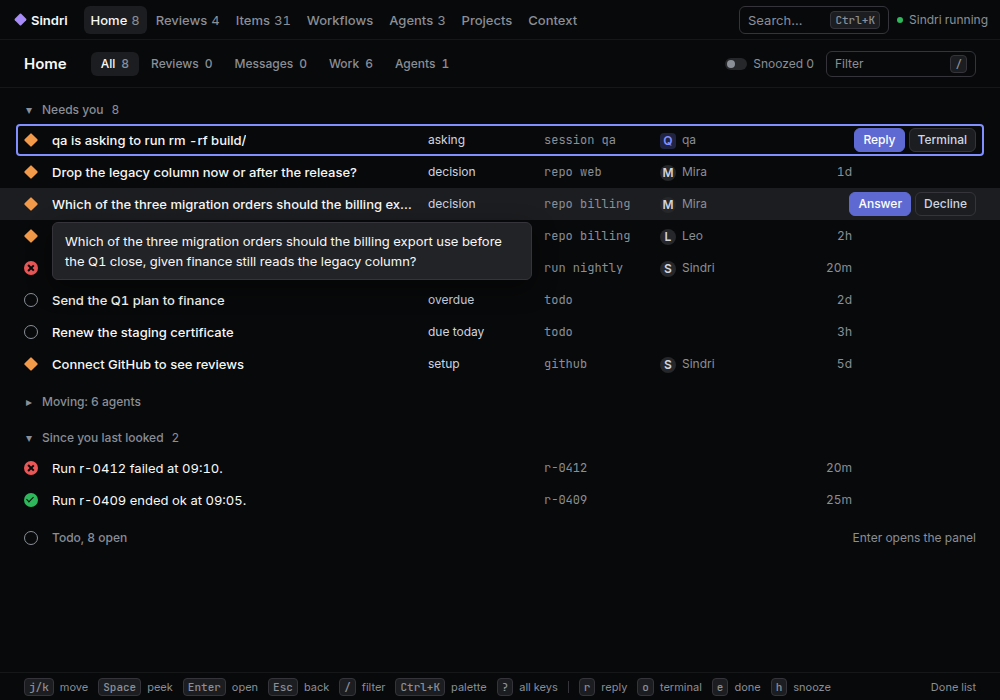 Sindri Home 8 Reviews 4 Items 31 Workflows Agents 3 Projects Context Search... Ctrl+K Sindri running
Home All 8 Reviews 0 Messages 0 Work 6 Agents 1 Snoozed 0 Filter /
Needs you 8
qa is asking to run rm -rf build/ asking session qa Q qa Reply Terminal
Drop the legacy column now or after the release? decision repo web M Mira 1d
Which of the three migration orders should the billing ex... decision repo billing M Mira Answer Decline
repo billing L Leo 2h
Which of the three migration orders should the billing export use before
the Q1 close, given finance still reads the legacy column?
run nightly S Sindri 20m
Send the Q1 plan to finance overdue todo 2d
Renew the staging certificate due today todo 3h
Connect GitHub to see reviews setup github S Sindri 5d
Moving: 6 agents
Since you last looked 2
Run r-0412 failed at 09:10. r-0412 20m
Run r-0409 ended ok at 09:05. r-0409 25m
Todo, 8 open Enter opens the panel
j/k move Space peek Enter open Esc back / filter Ctrl+K palette ? all keys r reply o terminal e done h snooze Done list